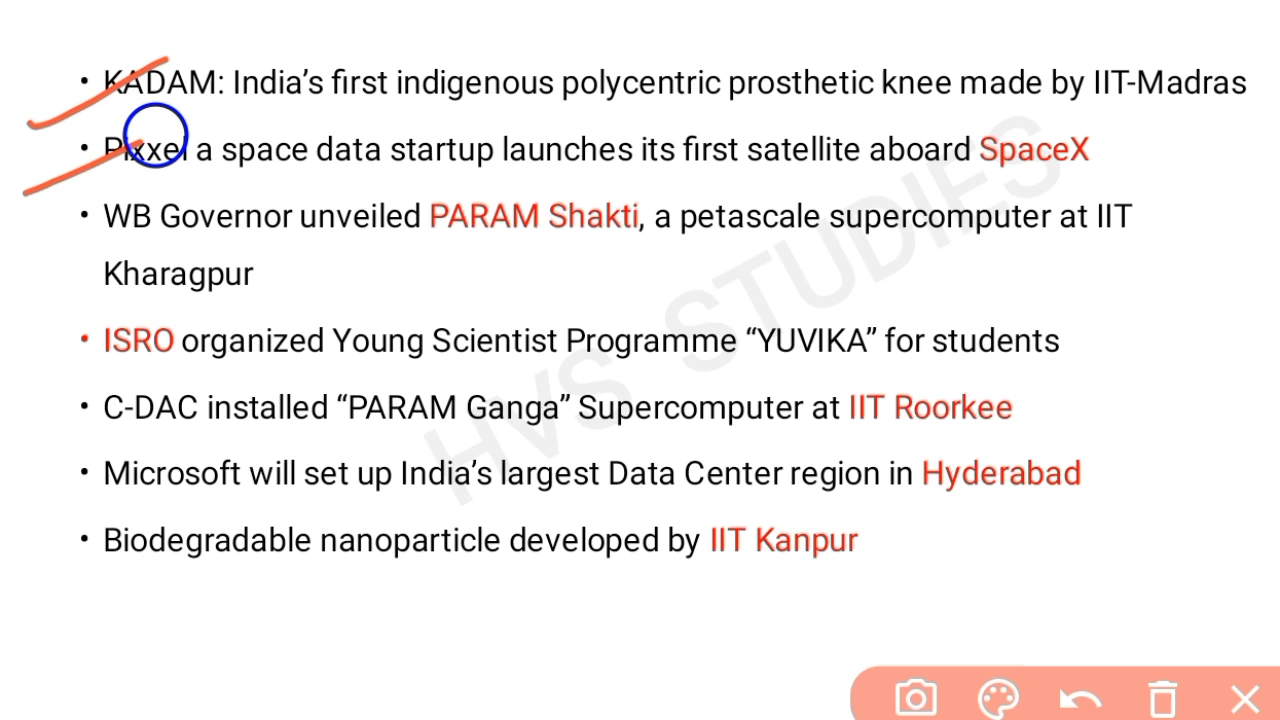 • KADAM: India’s first indigenous polycentric prosthetic knee made by IIT-Madras
• Pixxel a space data startup launches its first satellite aboard SpaceX
• WB Governor unveiled PARAM Shakti, a petascale supercomputer at IIT
Kharagpur
• ISRO organized Young Scientist Programme “YUVIKA” for students
• C-DAC installed “PARAM Ganga” Supercomputer at IIT Roorkee
• Microsoft will set up India’s largest Data Center region in Hyderabad
• Biodegradable nanoparticle developed by IIT Kanpur
HVS STUDIES